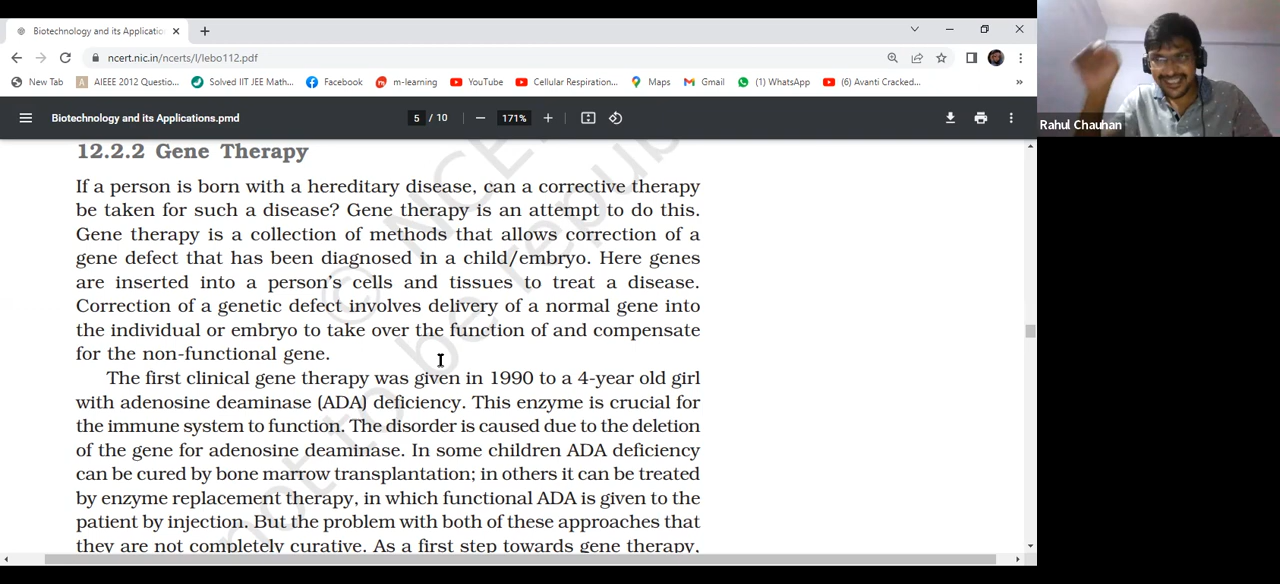 Biotechnology and its Applicatio
ncert.nic.in/ncerts/l/lebo112.pdf
New Tab
AIEEE 2012 Questio...
Solved IIT JEE Math...
Facebook
m-learning
YouTube
Cellular Respiration...
Maps
Gmail
(1) WhatsApp
(6) Avanti Cracked...
»
Biotechnology and its Applications.pmd
5 / 10
171%
Rahul Chauhan
12.2.2 Gene Therapy
If a person is born with a hereditary disease, can a corrective therapy
be taken for such a disease? Gene therapy is an attempt to do this.
Gene therapy is a collection of methods that allows correction of a
gene defect that has been diagnosed in a child/embryo. Here genes
are inserted into a person's cells and tissues to treat a disease.
Correction of a genetic defect involves delivery of a normal gene into
the individual or embryo to take over the function of and compensate
for the non-functional gene.
The first clinical gene therapy was given in 1990 to a 4-year old girl
with adenosine deaminase (ADA) deficiency. This enzyme is crucial for
the immune system to function. The disorder is caused due to the deletion
of the gene for adenosine deaminase. In some children ADA deficiency
can be cured by bone marrow transplantation; in others it can be treated
by enzyme replacement therapy, in which functional ADA is given to the
patient by injection. But the problem with both of these approaches that
they are not completely curative. As a first step towards gene therapy,
© NCE
not to be repub